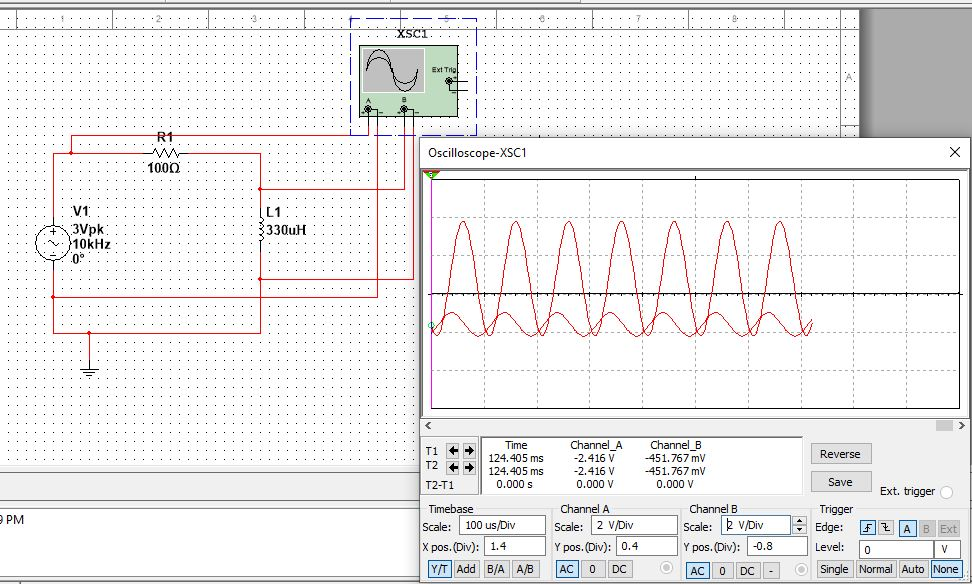 1 2 3 4 5 6 7 8
XSC1
A
Ext Trig
+
A B
+ - + -
R1
100Ω
V1
3Vpk
10kHz
0°
L1
330uH
Oscilloscope-XSC1
T1
T2
T2-T1
Time Channel_A Channel_B
124.405 ms -2.416 V -451.767 mV
124.405 ms -2.416 V -451.767 mV
0.000 s 0.000 V 0.000 V
Reverse
Save
Ext. trigger
Timebase
Scale: 100 us/Div
X pos.(Div): 1.4
Y/T Add B/A A/B
Channel A
Scale: 2 V/Div
Y pos.(Div): 0.4
AC 0 DC
Channel B
Scale: 2 V/Div
Y pos.(Div): -0.8
AC 0 DC -
Trigger
Edge: A B Ext
Level: 0 V
Single Normal Auto None
9 PM